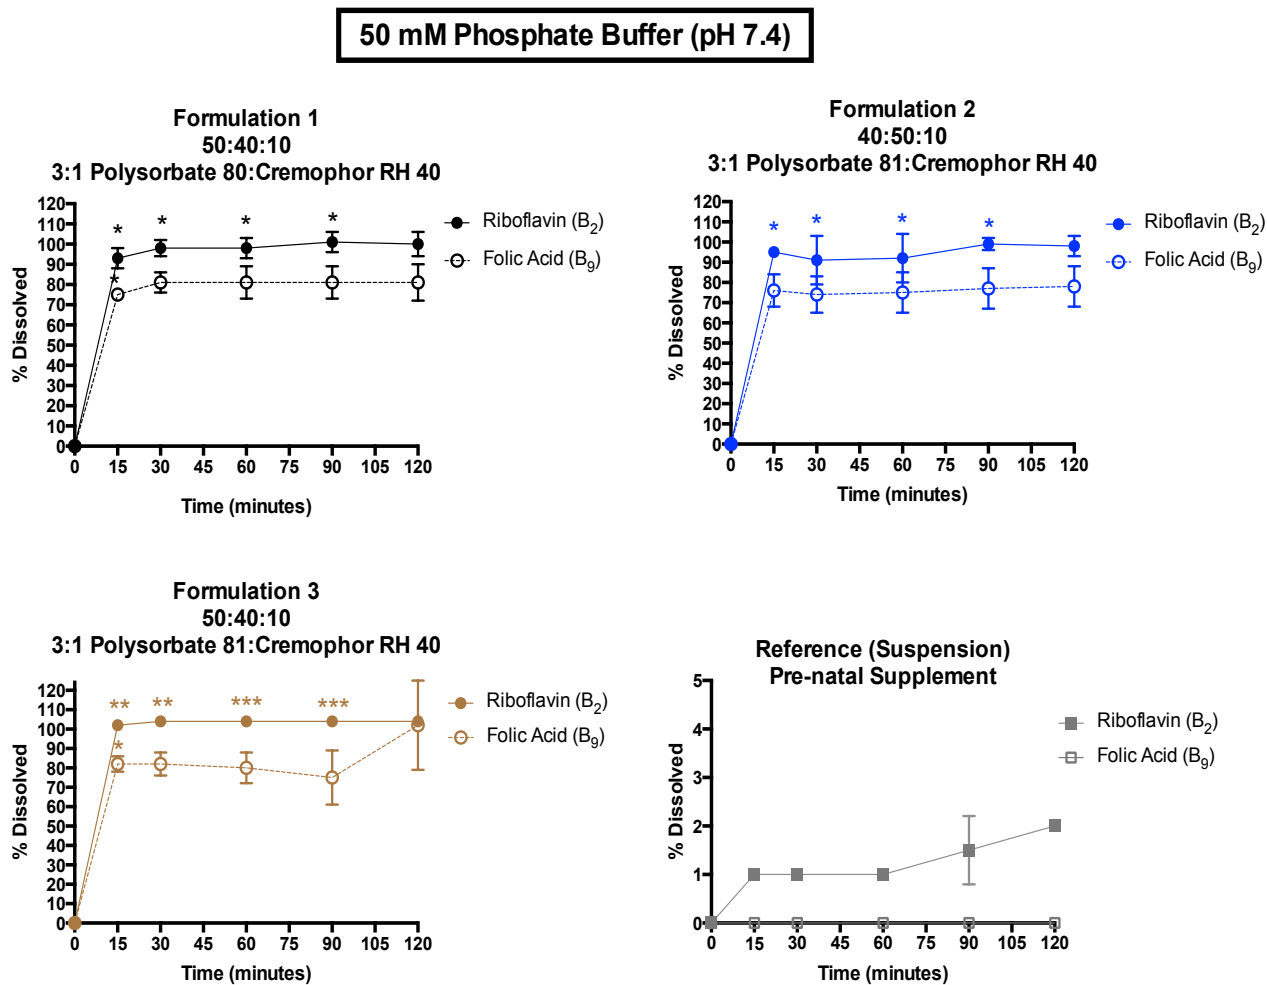 50 mM Phosphate Buffer (pH 7.4)
Formulation 1
50:40:10
3:1 Polysorbate 80:Cremophor RH 40
120
110
100
90
80
70
60
50
40
30
20
10
0
% Dissolved
* * * *
*
0 15 30 45 60 75 90 105 120
Time (minutes)
Riboflavin (B2)
Folic Acid (B9)
Formulation 2
40:50:10
3:1 Polysorbate 81:Cremophor RH 40
120
110
100
90
80
70
60
50
40
30
20
10
0
% Dissolved
* * * *
0 15 30 45 60 75 90 105 120
Time (minutes)
Riboflavin (B2)
Folic Acid (B9)
Formulation 3
50:40:10
3:1 Polysorbate 81:Cremophor RH 40
120
110
100
90
80
70
60
50
40
30
20
10
0
% Dissolved
** ** *** ***
*
0 15 30 45 60 75 90 105 120
Time (minutes)
Riboflavin (B2)
Folic Acid (B9)
Reference (Suspension)
Pre-natal Supplement
5
4
3
2
1
0
% Dissolved
0 15 30 45 60 75 90 105 120
Time (minutes)
Riboflavin (B2)
Folic Acid (B9)